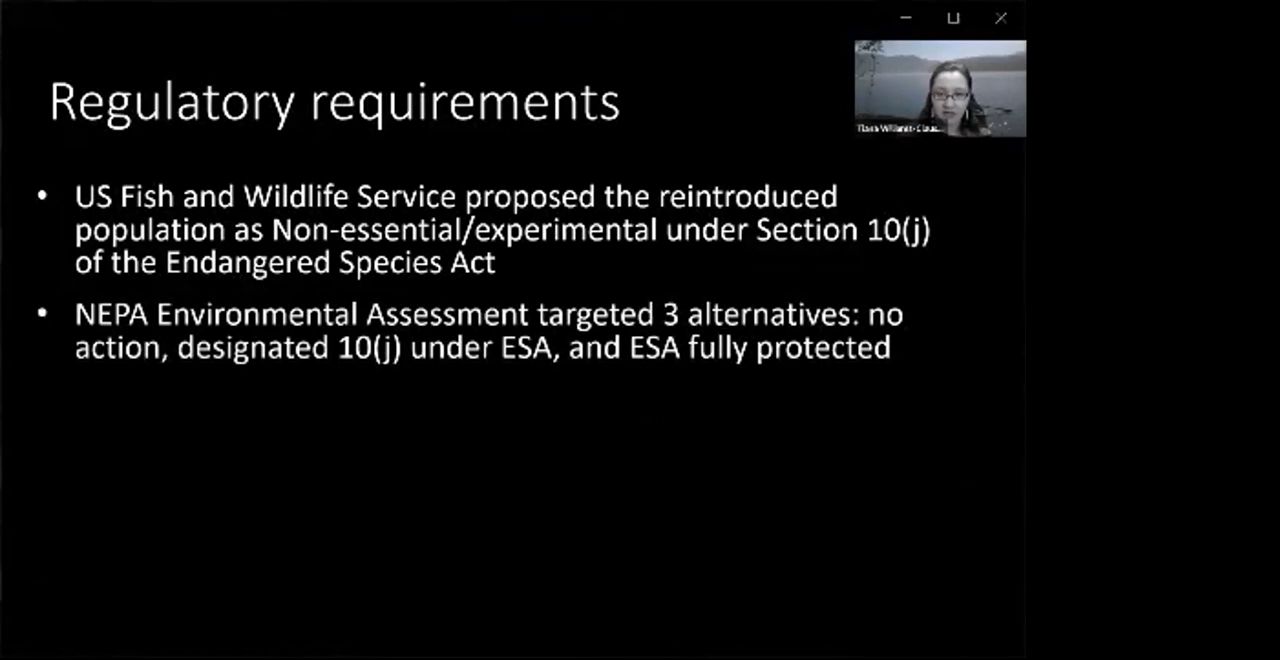 Regulatory requirements
• US Fish and Wildlife Service proposed the reintroduced
population as Non-essential/experimental under Section 10(j)
of the Endangered Species Act
• NEPA Environmental Assessment targeted 3 alternatives: no
action, designated 10(j) under ESA, and ESA fully protected